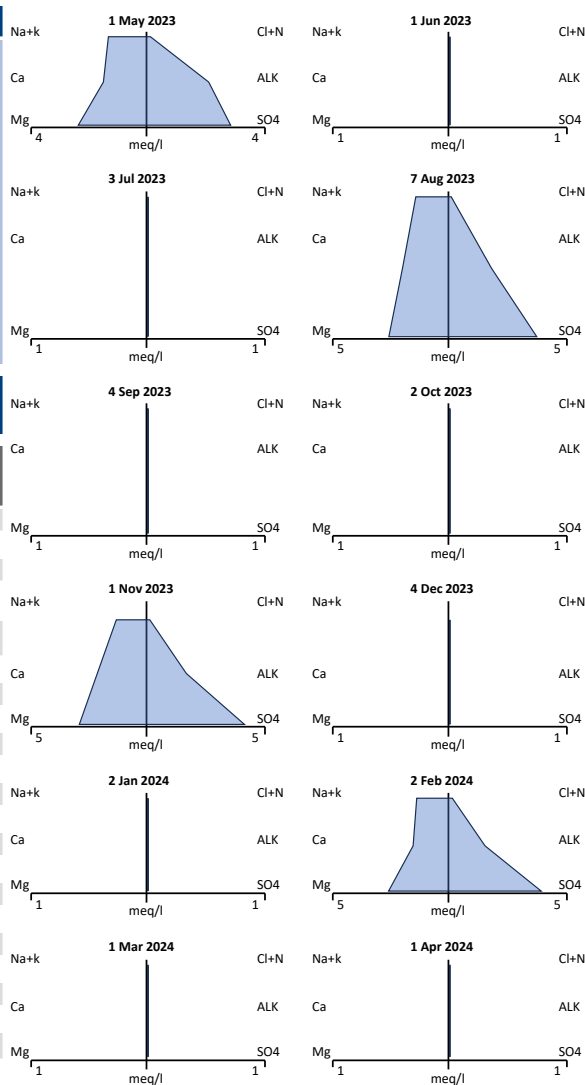 1 May 2023
Na+k Cl+N
Ca ALK
Mg SO4
4 4
meq/l
1 Jun 2023
Na+k Cl+N
Ca ALK
Mg SO4
1 1
meq/l
3 Jul 2023
Na+k Cl+N
Ca ALK
Mg SO4
1 1
meq/l
7 Aug 2023
Na+k Cl+N
Ca ALK
Mg SO4
5 5
meq/l
4 Sep 2023
Na+k Cl+N
Ca ALK
Mg SO4
1 1
meq/l
2 Oct 2023
Na+k Cl+N
Ca ALK
Mg SO4
1 1
meq/l
1 Nov 2023
Na+k Cl+N
Ca ALK
Mg SO4
5 5
meq/l
4 Dec 2023
Na+k Cl+N
Ca ALK
Mg SO4
1 1
meq/l
2 Jan 2024
Na+k Cl+N
Ca ALK
Mg SO4
1 1
meq/l
2 Feb 2024
Na+k Cl+N
Ca ALK
Mg SO4
5 5
meq/l
1 Mar 2024
Na+k Cl+N
Ca ALK
Mg SO4
1 1
meq/l
1 Apr 2024
Na+k Cl+N
Ca ALK
Mg SO4
1 1
meq/l